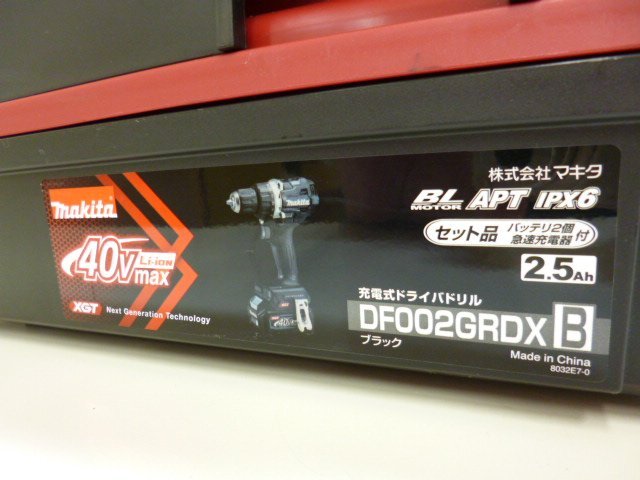 makita
40Vmax
Li-ion
XGT Next Generation Technology
株式会社マキタ
BL MOTOR APT IPX6
セット品 バッテリ2個 急速充電器 付
2.5Ah
充電式ドライバドリル
DF002GRDX B
ブラック
Made in China
8032E7-0